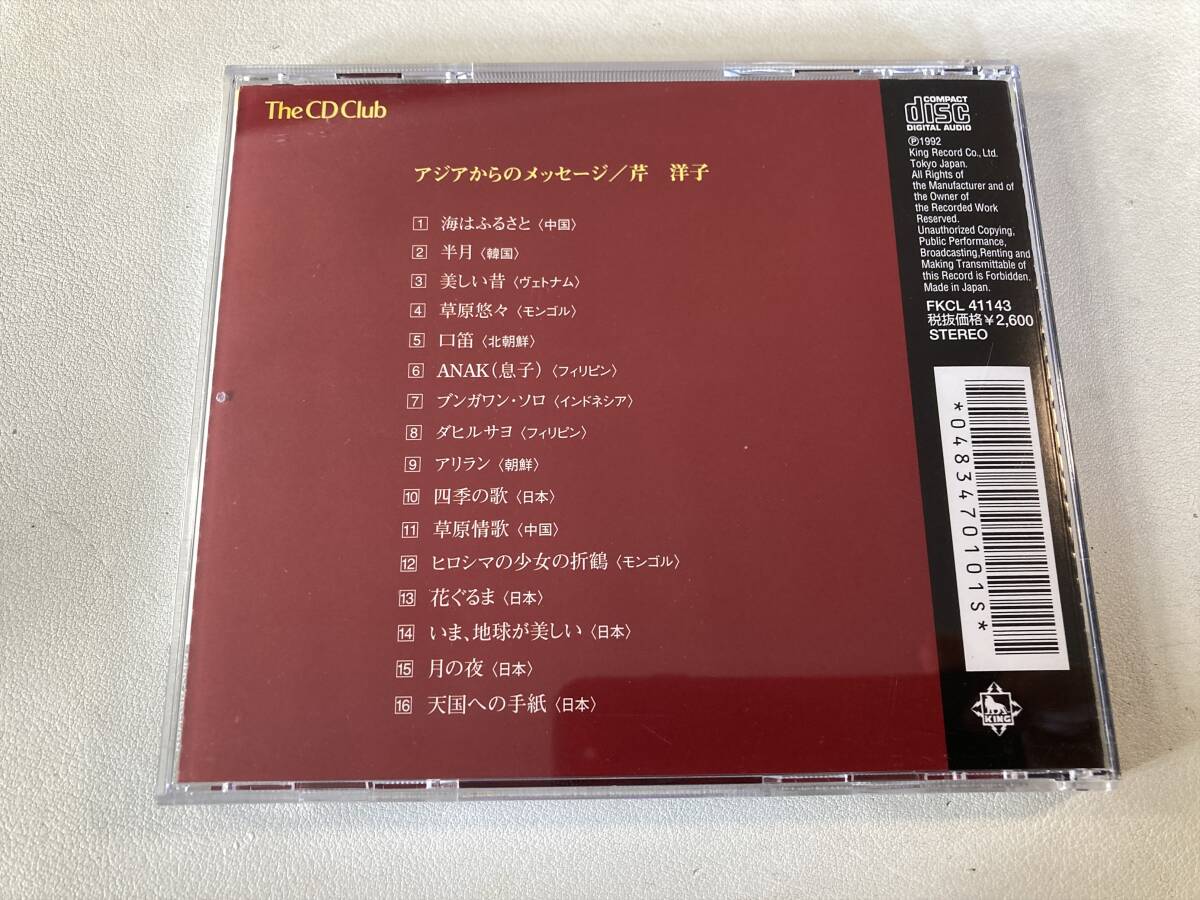 The CD Club
アジアからのメッセージ／芹 洋子
1 海はふるさと〈中国〉
2 半月〈韓国〉
3 美しい昔〈ヴェトナム〉
4 草原悠々〈モンゴル〉
5 口笛〈北朝鮮〉
6 ANAK(息子)〈フィリピン〉
7 ブンガワン・ソロ〈インドネシア〉
8 ダヒルサヨ〈フィリピン〉
9 アリラン〈朝鮮〉
10 四季の歌〈日本〉
11 草原情歌〈中国〉
12 ヒロシマの少女の折鶴〈モンゴル〉
13 花ぐるま〈日本〉
14 いま、地球が美しい〈日本〉
15 月の夜〈日本〉
16 天国への手紙〈日本〉
COMPACT
disc
DIGITAL AUDIO
Ⓟ1992
King Record Co., Ltd.
Tokyo Japan.
All Rights of
the Manufacturer and of
the Owner of
the Recorded Work
Reserved.
Unauthorized Copying,
Public Performance,
Broadcasting,Renting and
Making Transmittable of
this Record is Forbidden.
Made in Japan.
FKCL 41143
税抜価格￥2,600
STEREO
*0483470101S*
KING